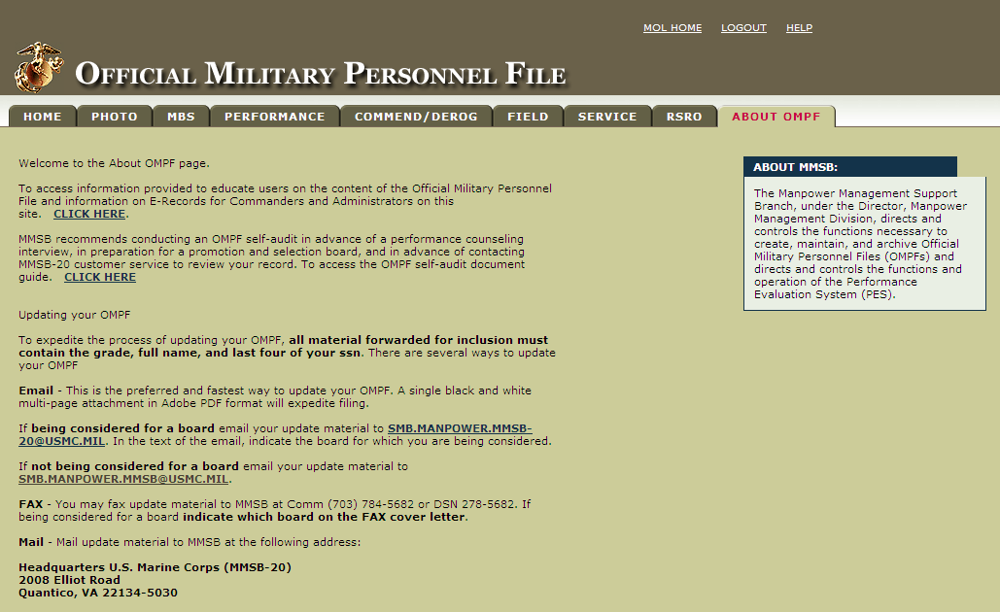 MOL HOME LOGOUT HELP
OFFICIAL MILITARY PERSONNEL FILE
HOME PHOTO MBS PERFORMANCE COMMEND/DEROG FIELD SERVICE RSRO ABOUT OMPF
Welcome to the About OMPF page.
To access information provided to educate users on the content of the Official Military Personnel
File and information on E-Records for Commanders and Administrators on this
site. CLICK HERE.
MMSB recommends conducting an OMPF self-audit in advance of a performance counseling
interview, in preparation for a promotion and selection board, and in advance of contacting
MMSB-20 customer service to review your record. To access the OMPF self-audit document
guide. CLICK HERE
Updating your OMPF
To expedite the process of updating your OMPF, all material forwarded for inclusion must
contain the grade, full name, and last four of your ssn. There are several ways to update
your OMPF
Email - This is the preferred and fastest way to update your OMPF. A single black and white
multi-page attachment in Adobe PDF format will expedite filing.
If being considered for a board email your update material to SMB.MANPOWER.MMSB-
20@USMC.MIL. In the text of the email, indicate the board for which you are being considered.
If not being considered for a board email your update material to
SMB.MANPOWER.MMSB@USMC.MIL.
FAX - You may fax update material to MMSB at Comm (703) 784-5682 or DSN 278-5682. If
being considered for a board indicate which board on the FAX cover letter.
Mail - Mail update material to MMSB at the following address:
Headquarters U.S. Marine Corps (MMSB-20)
2008 Elliot Road
Quantico, VA 22134-5030
ABOUT MMSB:
The Manpower Management Support
Branch, under the Director, Manpower
Management Division, directs and
controls the functions necessary to
create, maintain, and archive Official
Military Personnel Files (OMPFs) and
directs and controls the functions and
operation of the Performance
Evaluation System (PES).